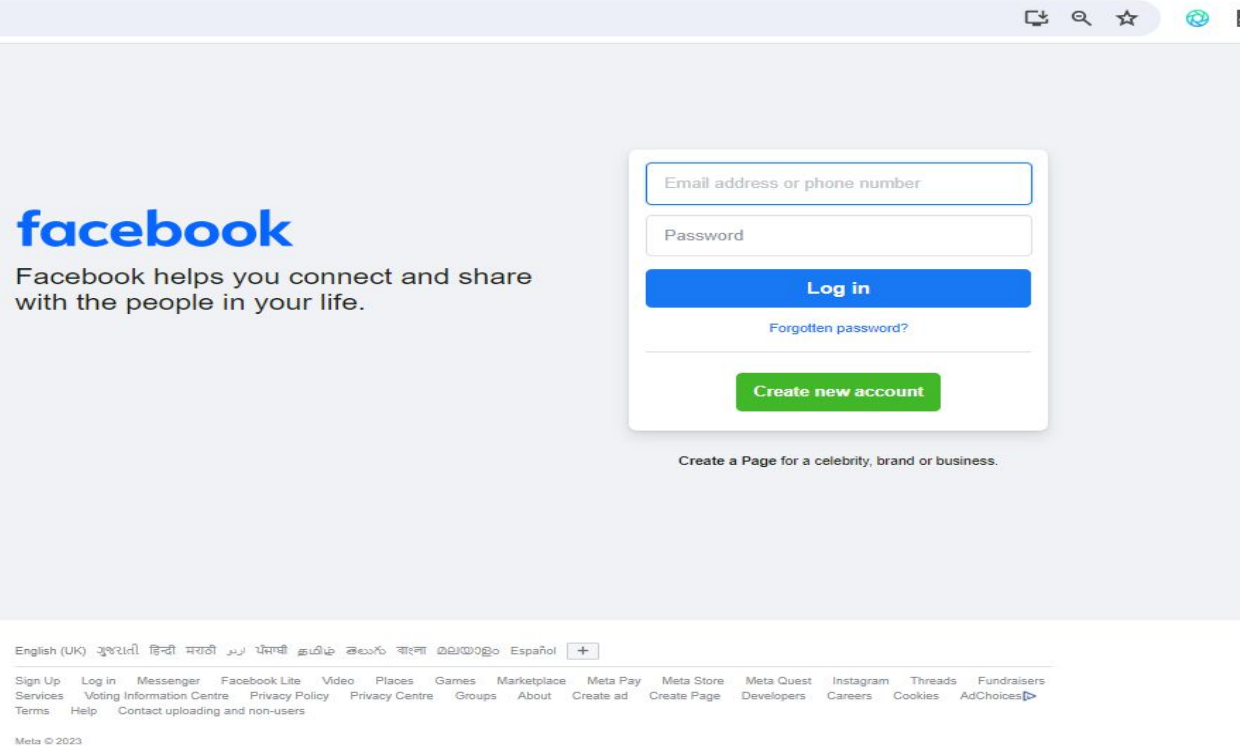 facebook
Facebook helps you connect and share
with the people in your life.
Email address or phone number
Password
Log in
Forgotten password?
Create new account
Create a Page for a celebrity, brand or business.
English (UK) ગુજરાતી हिन्दी मराठी اردو ਪੰਜਾਬੀ தமிழ் తెలుగు বাংলা മലയാളം Español +
Sign Up Log in Messenger Facebook Lite Video Places Games Marketplace Meta Pay Meta Store Meta Quest Instagram Threads Fundraisers
Services Voting Information Centre Privacy Policy Privacy Centre Groups About Create ad Create Page Developers Careers Cookies AdChoices
Terms Help Contact uploading and non-users
Meta © 2023